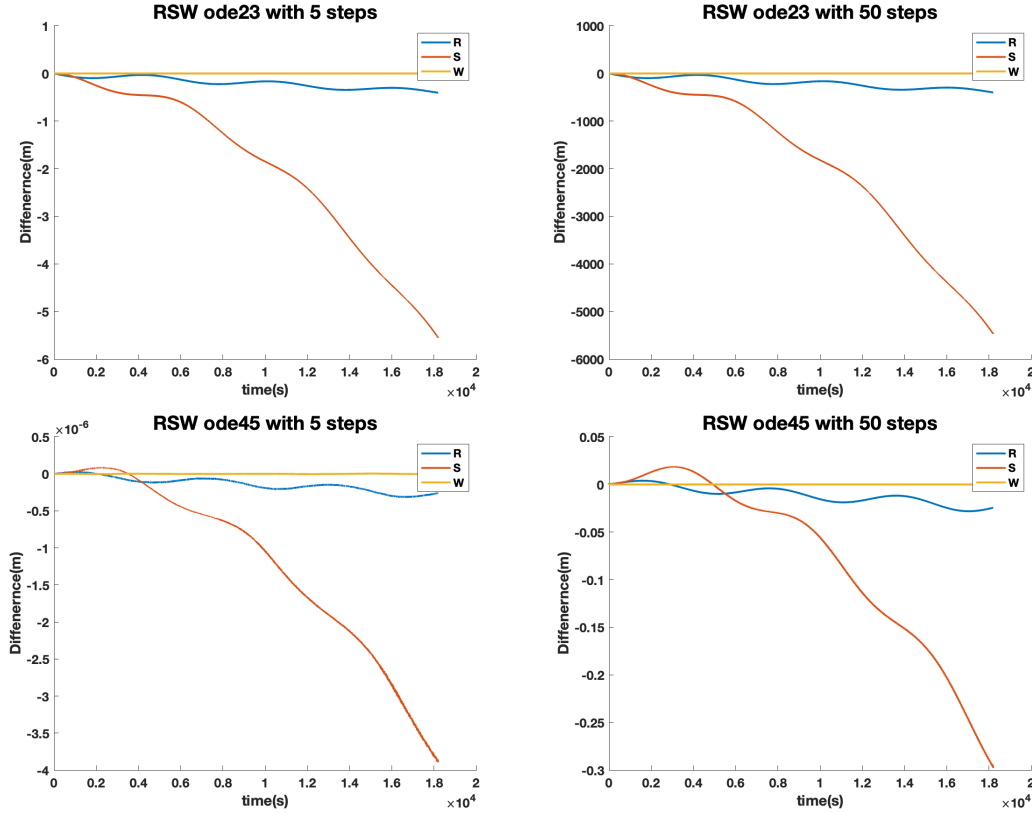 RSW ode23 with 5 steps
1
0
-1
-2
-3
-4
-5
-6
Diffenernce(m)
0 0.2 0.4 0.6 0.8 1 1.2 1.4 1.6 1.8 2
time(s)
×10^4
R
S
W
RSW ode23 with 50 steps
1000
0
-1000
-2000
-3000
-4000
-5000
-6000
Diffenernce(m)
0 0.2 0.4 0.6 0.8 1 1.2 1.4 1.6 1.8 2
time(s)
×10^4
R
S
W
RSW ode45 with 5 steps
×10^-6
0.5
0
-0.5
-1
-1.5
-2
-2.5
-3
-3.5
-4
Diffenernce(m)
0 0.2 0.4 0.6 0.8 1 1.2 1.4 1.6 1.8 2
time(s)
×10^4
R
S
W
RSW ode45 with 50 steps
0.05
0
-0.05
-0.1
-0.15
-0.2
-0.25
-0.3
Diffenernce(m)
0 0.2 0.4 0.6 0.8 1 1.2 1.4 1.6 1.8 2
time(s)
×10^4
R
S
W